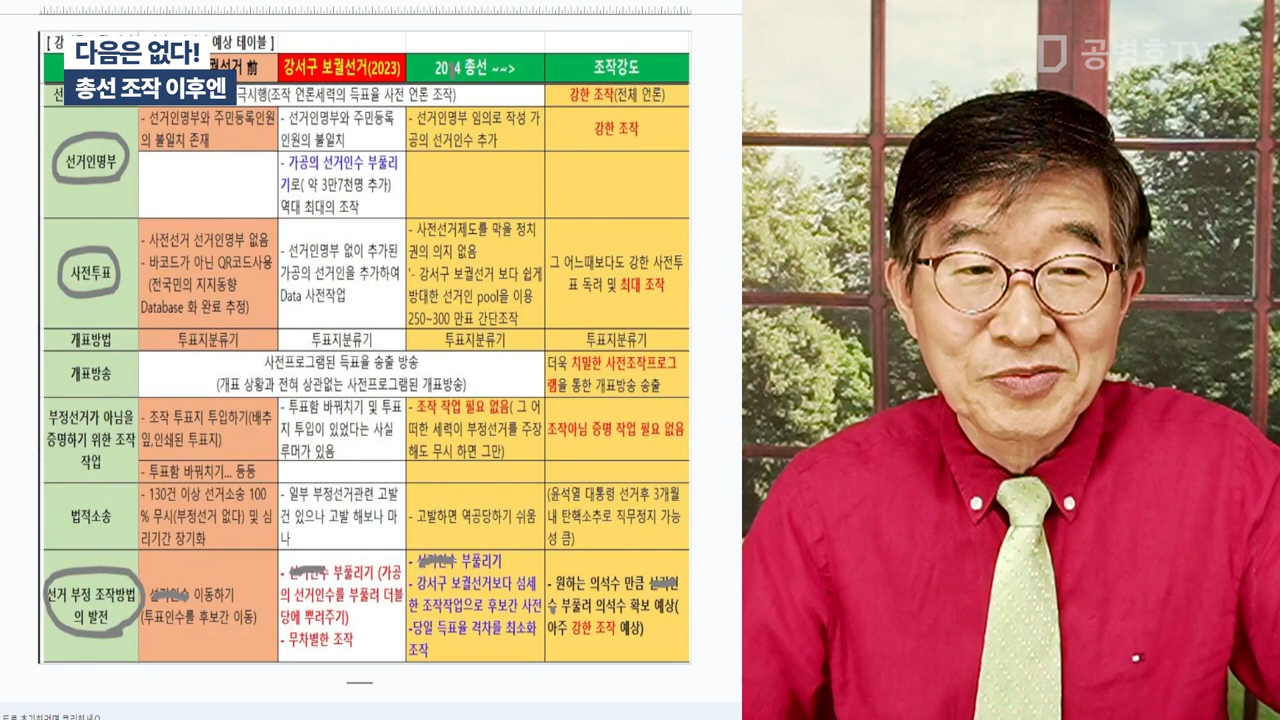 [ 강
예상 테이블 ]
다음은 없다!
총선 조작 이후엔
궐선거 前
강서구 보궐선거(2023)
2024 총선 ~~>
조작강도
선
극시행(조작 언론세력의 득표율 사전 언론 조작)
강한 조작(전체 언론)
선거인명부
- 선거인명부와 주민등록인원
의 불일치 존재
- 선거인명부와 주민등록
인원의 불일치
- 선거인명부 임의로 작성 가
공의 선거인수 추가
강한 조작
- 가공의 선거인수 부풀리
기로( 약 3만7천명 추가)
역대 최대의 조작
사전투표
- 사전선거 선거인명부 없음
- 바코드가 아닌 QR코드사용
(전국민의 지지동향
Database 화 완료 추정)
- 선거인명부 없이 추가된
가공의 선거인을 추가하여
Data 사전작업
- 사전선거제도를 막을 정치
권의 의지 없음
'- 강서구 보궐선거 보다 쉽게
방대한 선거인 pool을 이용
250~300 만표 간단조작
그 어느때보다도 강한 사전투
표 독려 및 최대 조작
개표방법
투표지분류기
투표지분류기
투표지분류기
투표지분류기
개표방송
사전프로그램된 득표율 송출 방송
(개표 상황과 전혀 상관없는 사전프로그램된 개표방송)
더욱 치밀한 사전조작프로그
램을 통한 개표방송 송출
부정선거가 아님을
증명하기 위한 조작
작업
- 조작 투표지 투입하기(배추
잎,인쇄된 투표지)
- 투표함 바꿔치기 및 투표
지 투입이 있었다는 사실
루머가 있음
- 조작 작업 필요 없음( 그 어
떠한 세력이 부정선거를 주장
해도 무시 하면 그만)
조작아님 증명 작업 필요 없음
- 투표함 바꿔치기... 등등
법적소송
- 130건 이상 선거소송 100
% 무시(부정선거 없다) 및 심
리기간 장기화
- 일부 부정선거관련 고발
건 있으나 고발 해보나 마
나
- 고발하면 역공당하기 쉬움
(윤석열 대통령 선거후 3개월
내 탄핵소추로 직무정지 가능
성 큼)
선거 부정 조작방법
의 발전
- 이동하기
(투표인수를 후보간 이동)
- 선거인수 부풀리기 (가공
의 선거인수를 부풀려 더블
당에 뿌려주기)
- 무차별한 조작
- 부풀리기
- 강서구 보궐선거보다 섬세
한 조작작업으로 후보간 사전
-당일 득표율 격차를 최소화
조작
- 원하는 의석수 만큼
부풀려 의석수 확보 예상(
아주 강한 조작 예상)
공병호TV